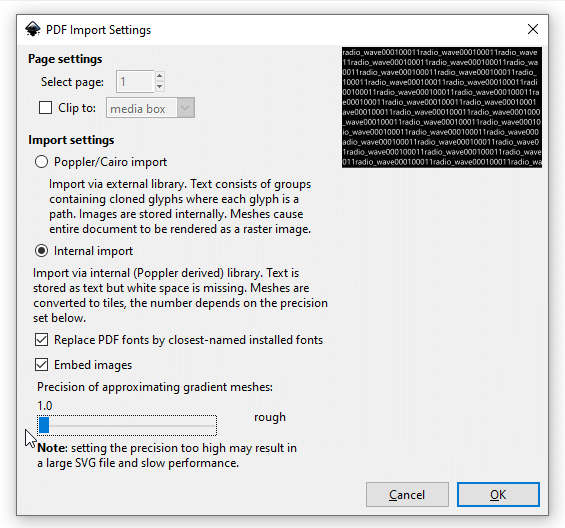 PDF Import Settings
Page settings
Select page: 1
Clip to: media box
Import settings
Poppler/Cairo import
Import via external library. Text consists of groups
containing cloned glyphs where each glyph is a
path. Images are stored internally. Meshes cause
entire document to be rendered as a raster image.
Internal import
Import via internal (Poppler derived) library. Text is
stored as text but white space is missing. Meshes are
converted to tiles, the number depends on the precision
set below.
Replace PDF fonts by closest-named installed fonts
Embed images
Precision of approximating gradient meshes:
1.0
rough
Note: setting the precision too high may result in
a large SVG file and slow performance.
Cancel
OK
radio_wave000100011radio_wave000100011radio_wave